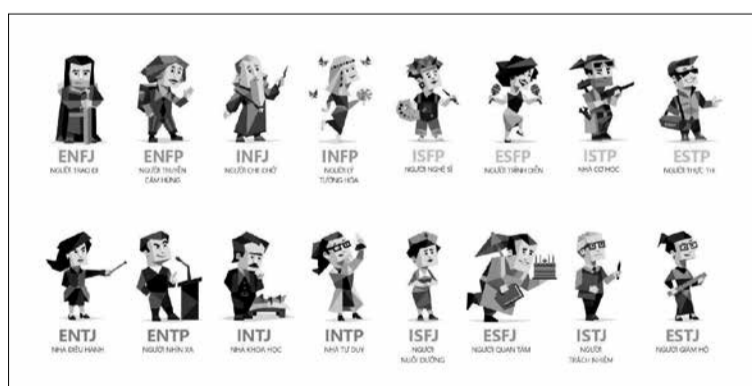 ENFJ ENFP INFJ INFP ISFP ESFP ISTP ESTP
NGƯỜI TRAO ĐI NGƯỜI TRUYỀN NGƯỜI CHE CHỞ NGƯỜI LÝ NGƯỜI NGHỆ SĨ NGƯỜI TRÌNH DIỄN NHÀ CƠ HỌC NGƯỜI THỰC THI
CẢM HỨNG TƯỞNG HÓA
ENTJ ENTP INTJ INTP ISFJ ESFJ ISTJ ESTJ
NHÀ ĐIỀU HÀNH NGƯỜI NHÌN XA NHÀ KHOA HỌC NHÀ TƯ DUY NGƯỜI NGƯỜI QUAN TÂM NGƯỜI NGƯỜI GIÁM HỘ
NUÔI DƯỠNG TRÁCH NHIỆM